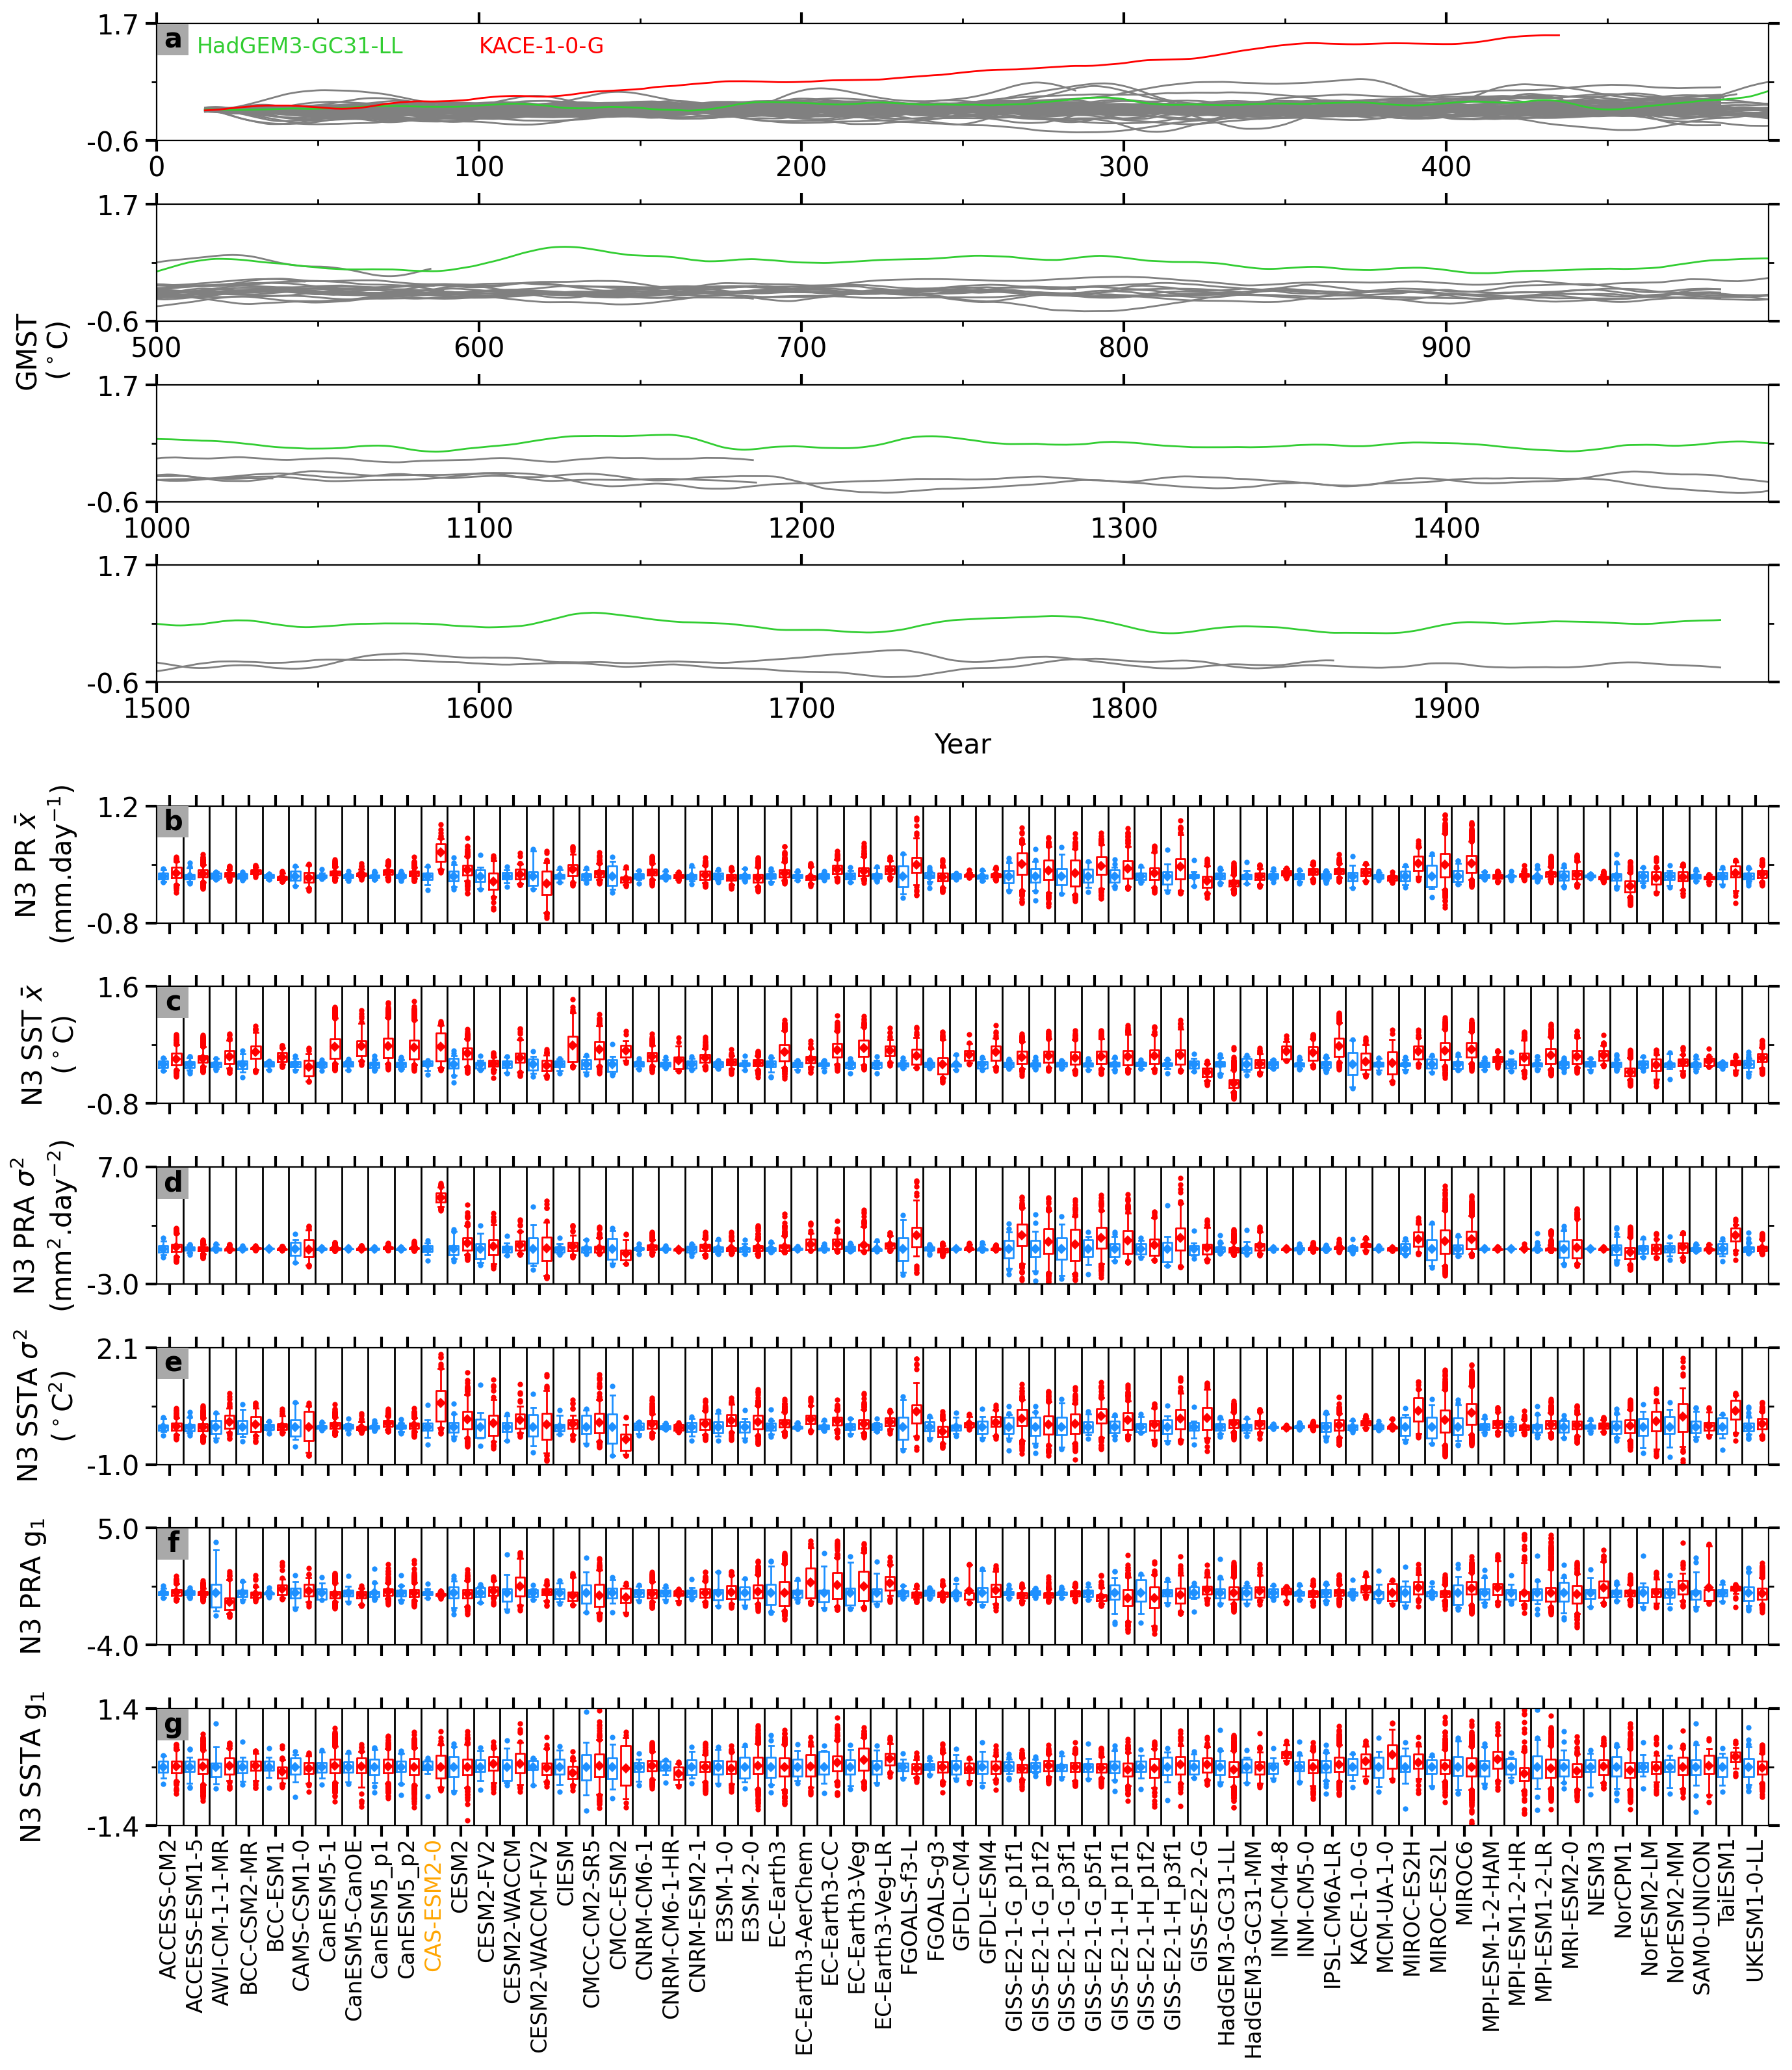 a HadGEM3-GC31-LL KACE-1-0-G
1.7
-0.6
0 100 200 300 400
1.7
-0.6
500 600 700 800 900
GMST
(°C)
1.7
-0.6
1000 1100 1200 1300 1400
1.7
-0.6
1500 1600 1700 1800 1900
Year
b
N3 PR x̄
(mm.day⁻¹)
1.2
-0.8
c
N3 SST x̄
(°C)
1.6
-0.8
d
N3 PRA σ²
(mm².day⁻²)
7.0
-3.0
e
N3 SSTA σ²
(°C²)
2.1
-1.0
f
N3 PRA g₁
5.0
-4.0
g
N3 SSTA g₁
1.4
-1.4
ACCESS-CM2
ACCESS-ESM1-5
AWI-CM-1-1-MR
BCC-CSM2-MR
BCC-ESM1
CAMS-CSM1-0
CanESM5-1
CanESM5-CanOE
CanESM5_p1
CanESM5_p2
CAS-ESM2-0
CESM2
CESM2-FV2
CESM2-WACCM
CESM2-WACCM-FV2
CIESM
CMCC-CM2-SR5
CMCC-ESM2
CNRM-CM6-1
CNRM-CM6-1-HR
CNRM-ESM2-1
E3SM-1-0
E3SM-2-0
EC-Earth3
EC-Earth3-AerChem
EC-Earth3-CC
EC-Earth3-Veg
EC-Earth3-Veg-LR
FGOALS-f3-L
FGOALS-g3
GFDL-CM4
GFDL-ESM4
GISS-E2-1-G_p1f1
GISS-E2-1-G_p1f2
GISS-E2-1-G_p3f1
GISS-E2-1-G_p5f1
GISS-E2-1-H_p1f1
GISS-E2-1-H_p1f2
GISS-E2-1-H_p3f1
GISS-E2-2-G
HadGEM3-GC31-LL
HadGEM3-GC31-MM
INM-CM4-8
INM-CM5-0
IPSL-CM6A-LR
KACE-1-0-G
MCM-UA-1-0
MIROC-ES2H
MIROC-ES2L
MIROC6
MPI-ESM-1-2-HAM
MPI-ESM1-2-HR
MPI-ESM1-2-LR
MRI-ESM2-0
NESM3
NorCPM1
NorESM2-LM
NorESM2-MM
SAM0-UNICON
TaiESM1
UKESM1-0-LL